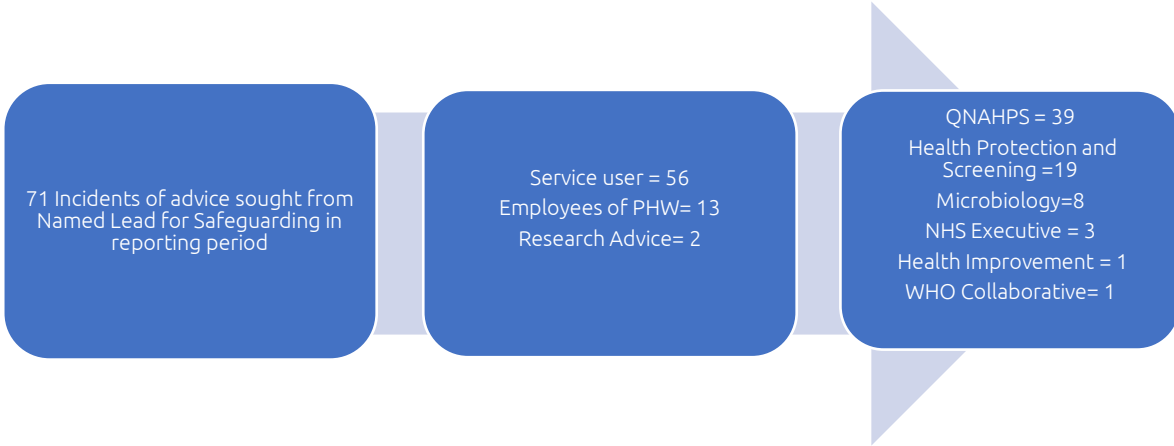 71 Incidents of advice sought from
Named Lead for Safeguarding in
reporting period
Service user = 56
Employees of PHW= 13
Research Advice= 2
QNAHPS = 39
Health Protection and
Screening =19
Microbiology=8
NHS Executive = 3
Health Improvement = 1
WHO Collaborative= 1